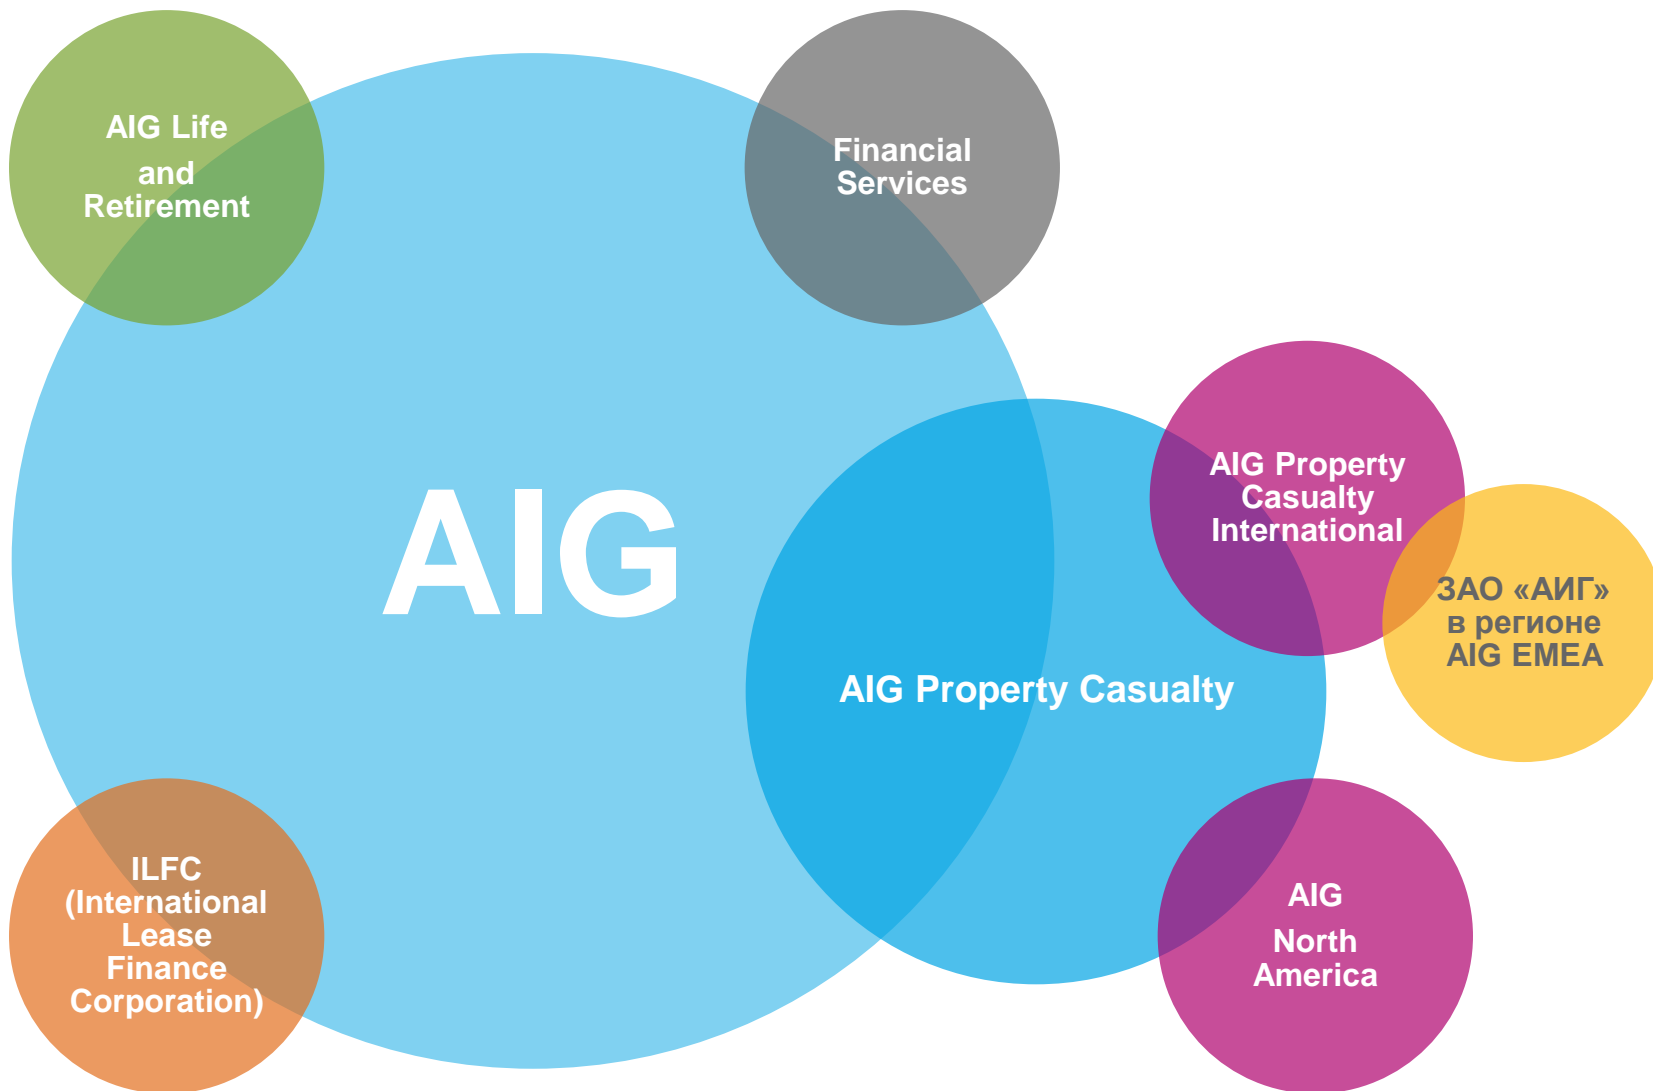 AIG Life
and
Retirement
Financial
Services
AIG
AIG Property
Casualty
International
ЗАО «АИГ»
в регионе
AIG EMEA
AIG Property Casualty
ILFC
(International
Lease
Finance
Corporation)
AIG
North
America